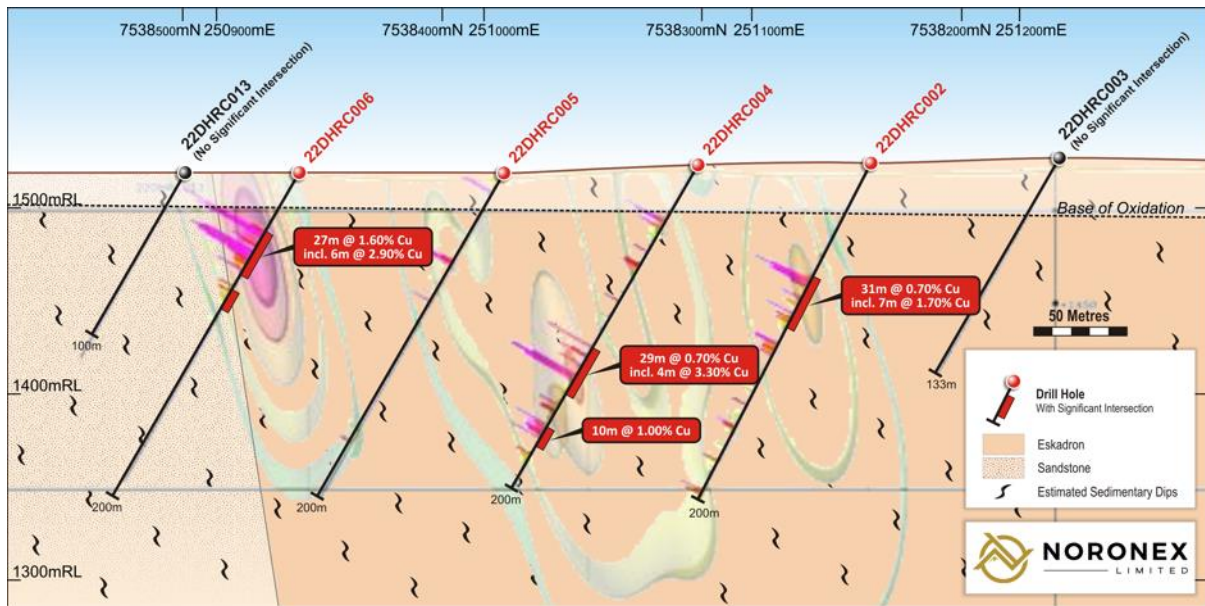 7538500mN 250900mE
7538400mN 251000mE
7538300mN 251100mE
7538200mN 251200mE
22DHRC013
(No Significant Intersection)
22DHRC006
22DHRC005
22DHRC004
22DHRC002
22DHRC003
(No Significant Intersection)
1500mRL
Base of Oxidation
27m @ 1.60% Cu
incl. 6m @ 2.90% Cu
31m @ 0.70% Cu
incl. 7m @ 1.70% Cu
50 Metres
100m
29m @ 0.70% Cu
incl. 4m @ 3.30% Cu
133m
1400mRL
10m @ 1.00% Cu
200m
200m
200m
200m
1300mRL
Drill Hole
With Significant Intersection
Eskadron
Sandstone
Estimated Sedimentary Dips
NORONEX
LIMITED